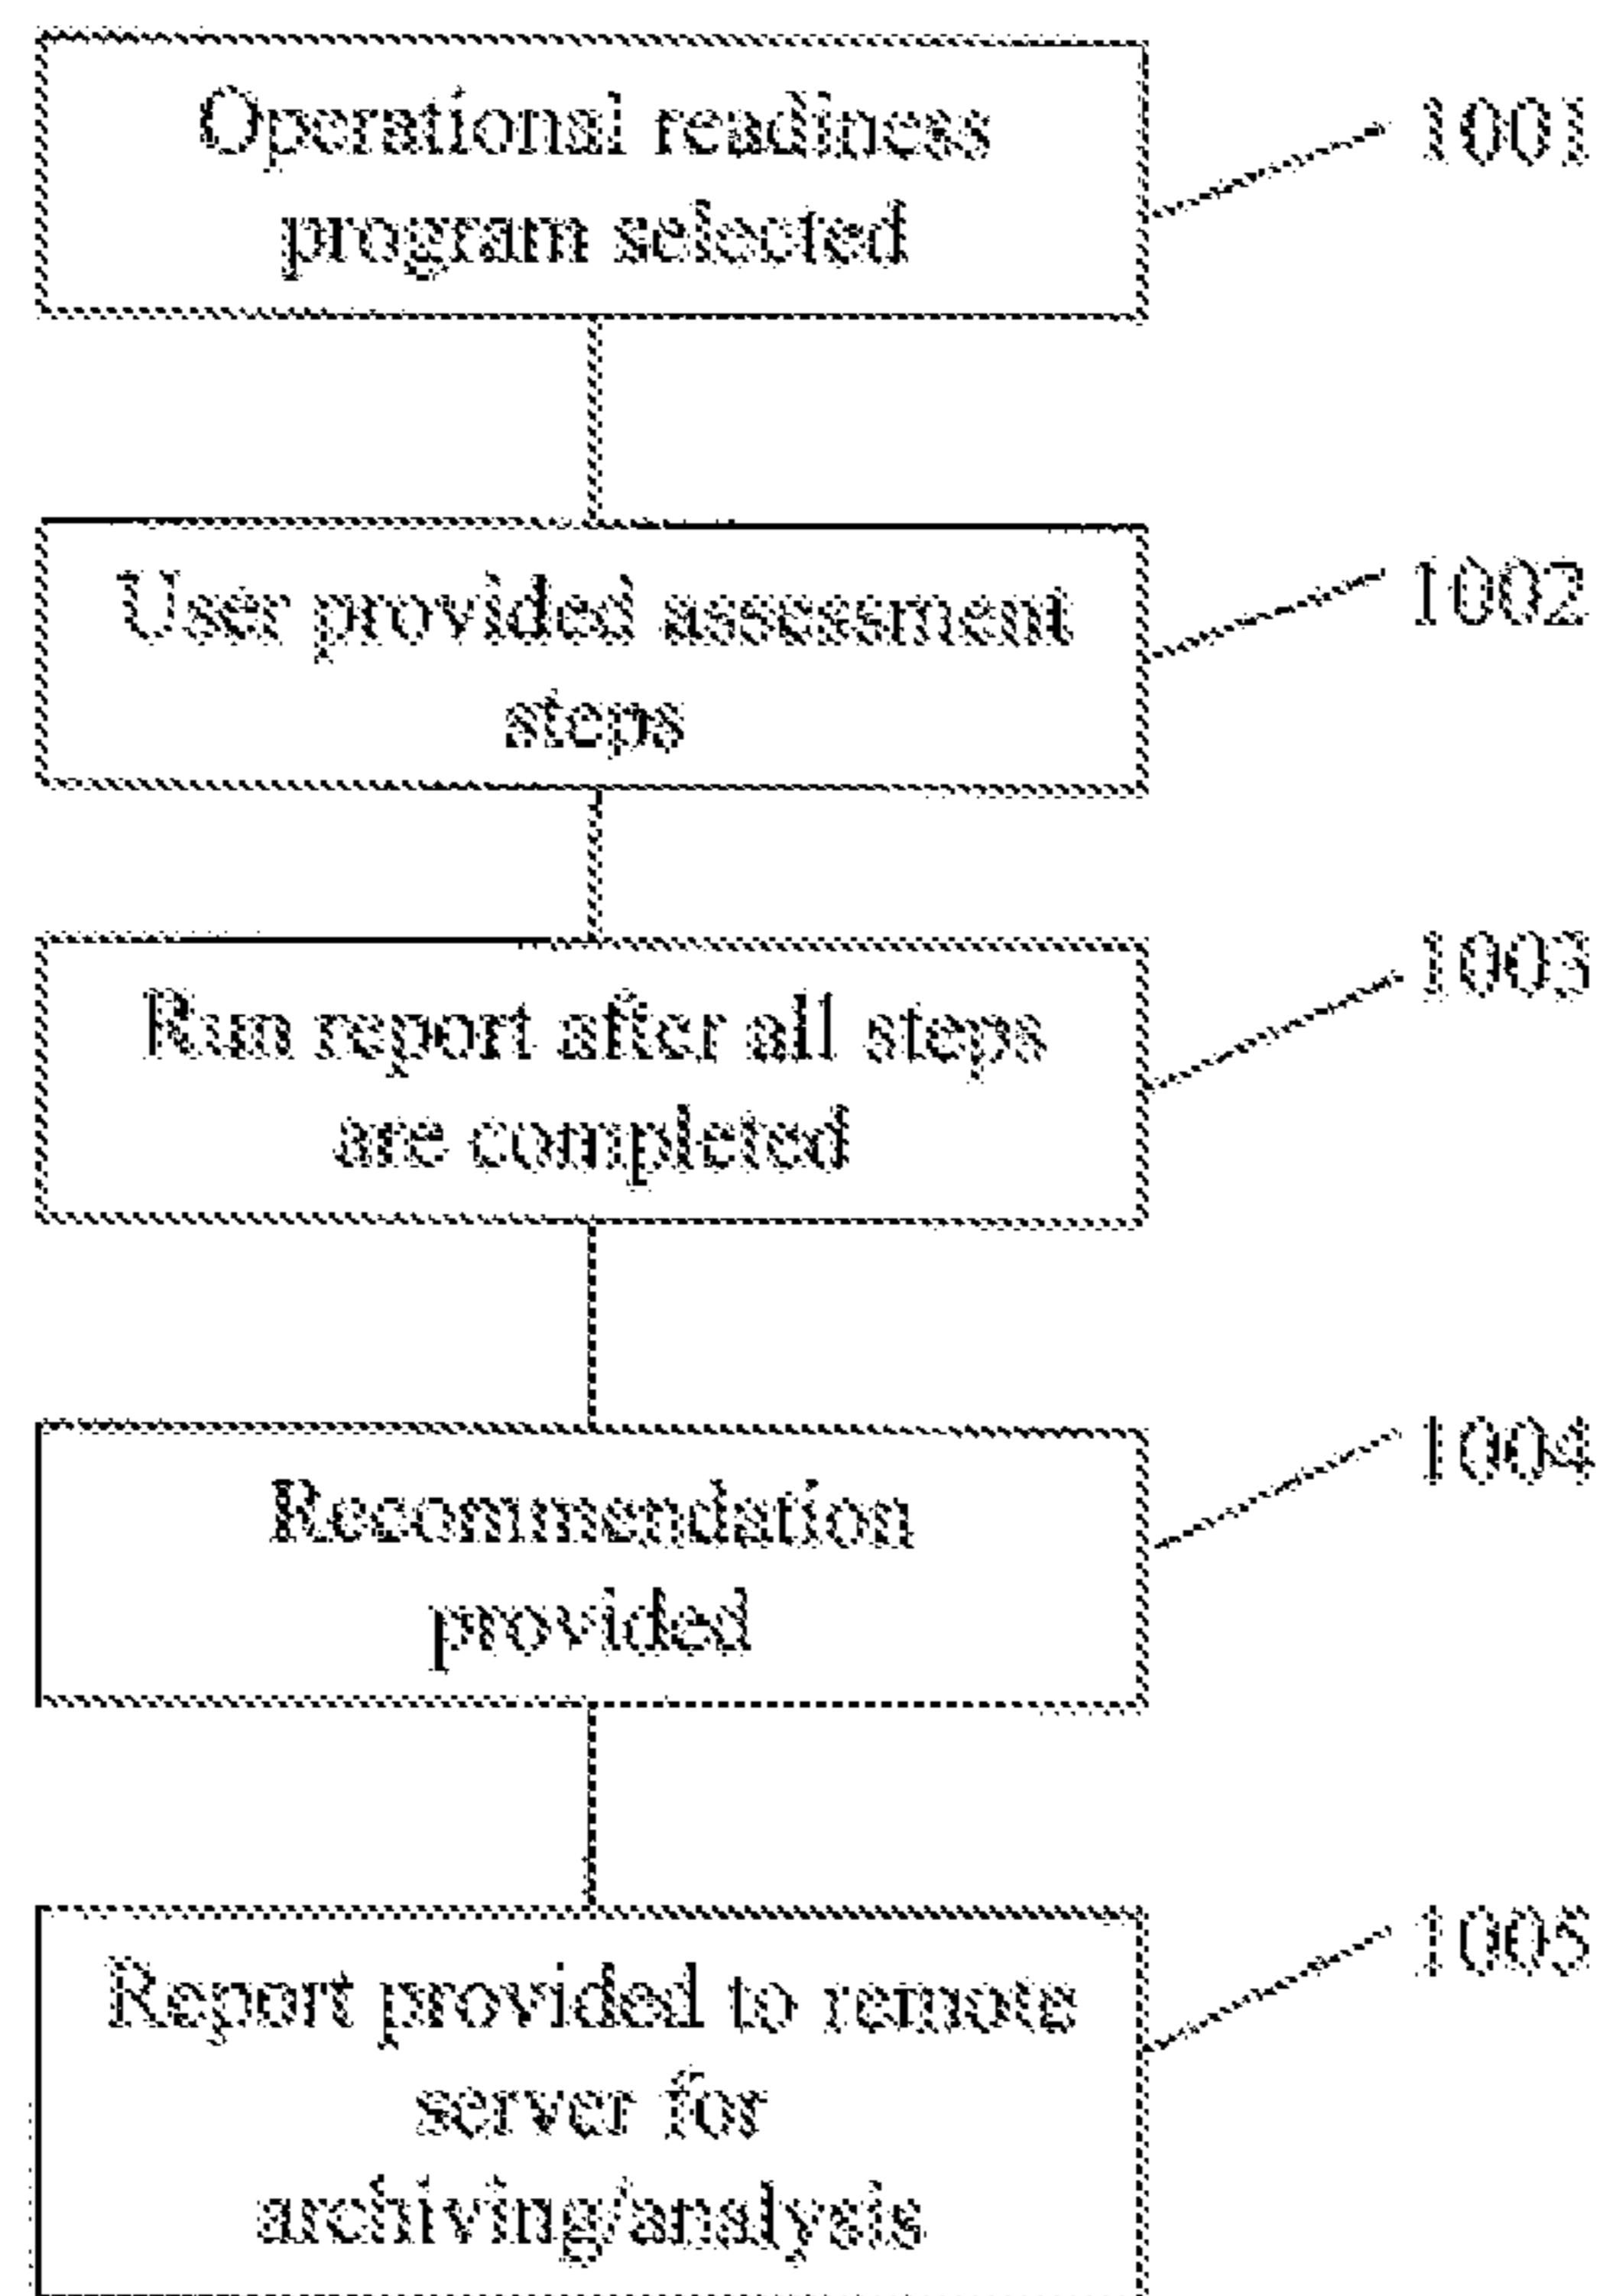 Operational readiness
program selected
1001
User provided assessment
steps
1002
Run report after all steps
are completed
1003
Recommendation
provided
1004
Report provided to remote
server for
archiving/analysis
1005